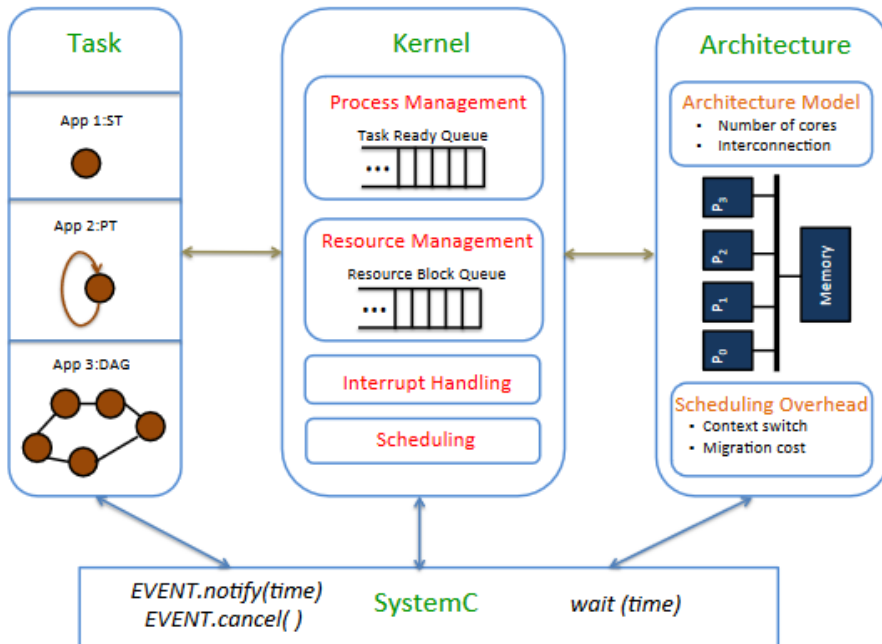 Task
App 1:ST
App 2:PT
App 3:DAG
Kernel
Process Management
Task Ready Queue
...
Resource Management
Resource Block Queue
...
Interrupt Handling
Scheduling
Architecture
Architecture Model
• Number of cores
• Interconnection
P3
P2
P1
P0
Memory
Scheduling Overhead
• Context switch
• Migration cost
EVENT.notify(time)
EVENT.cancel( )
SystemC
wait (time)